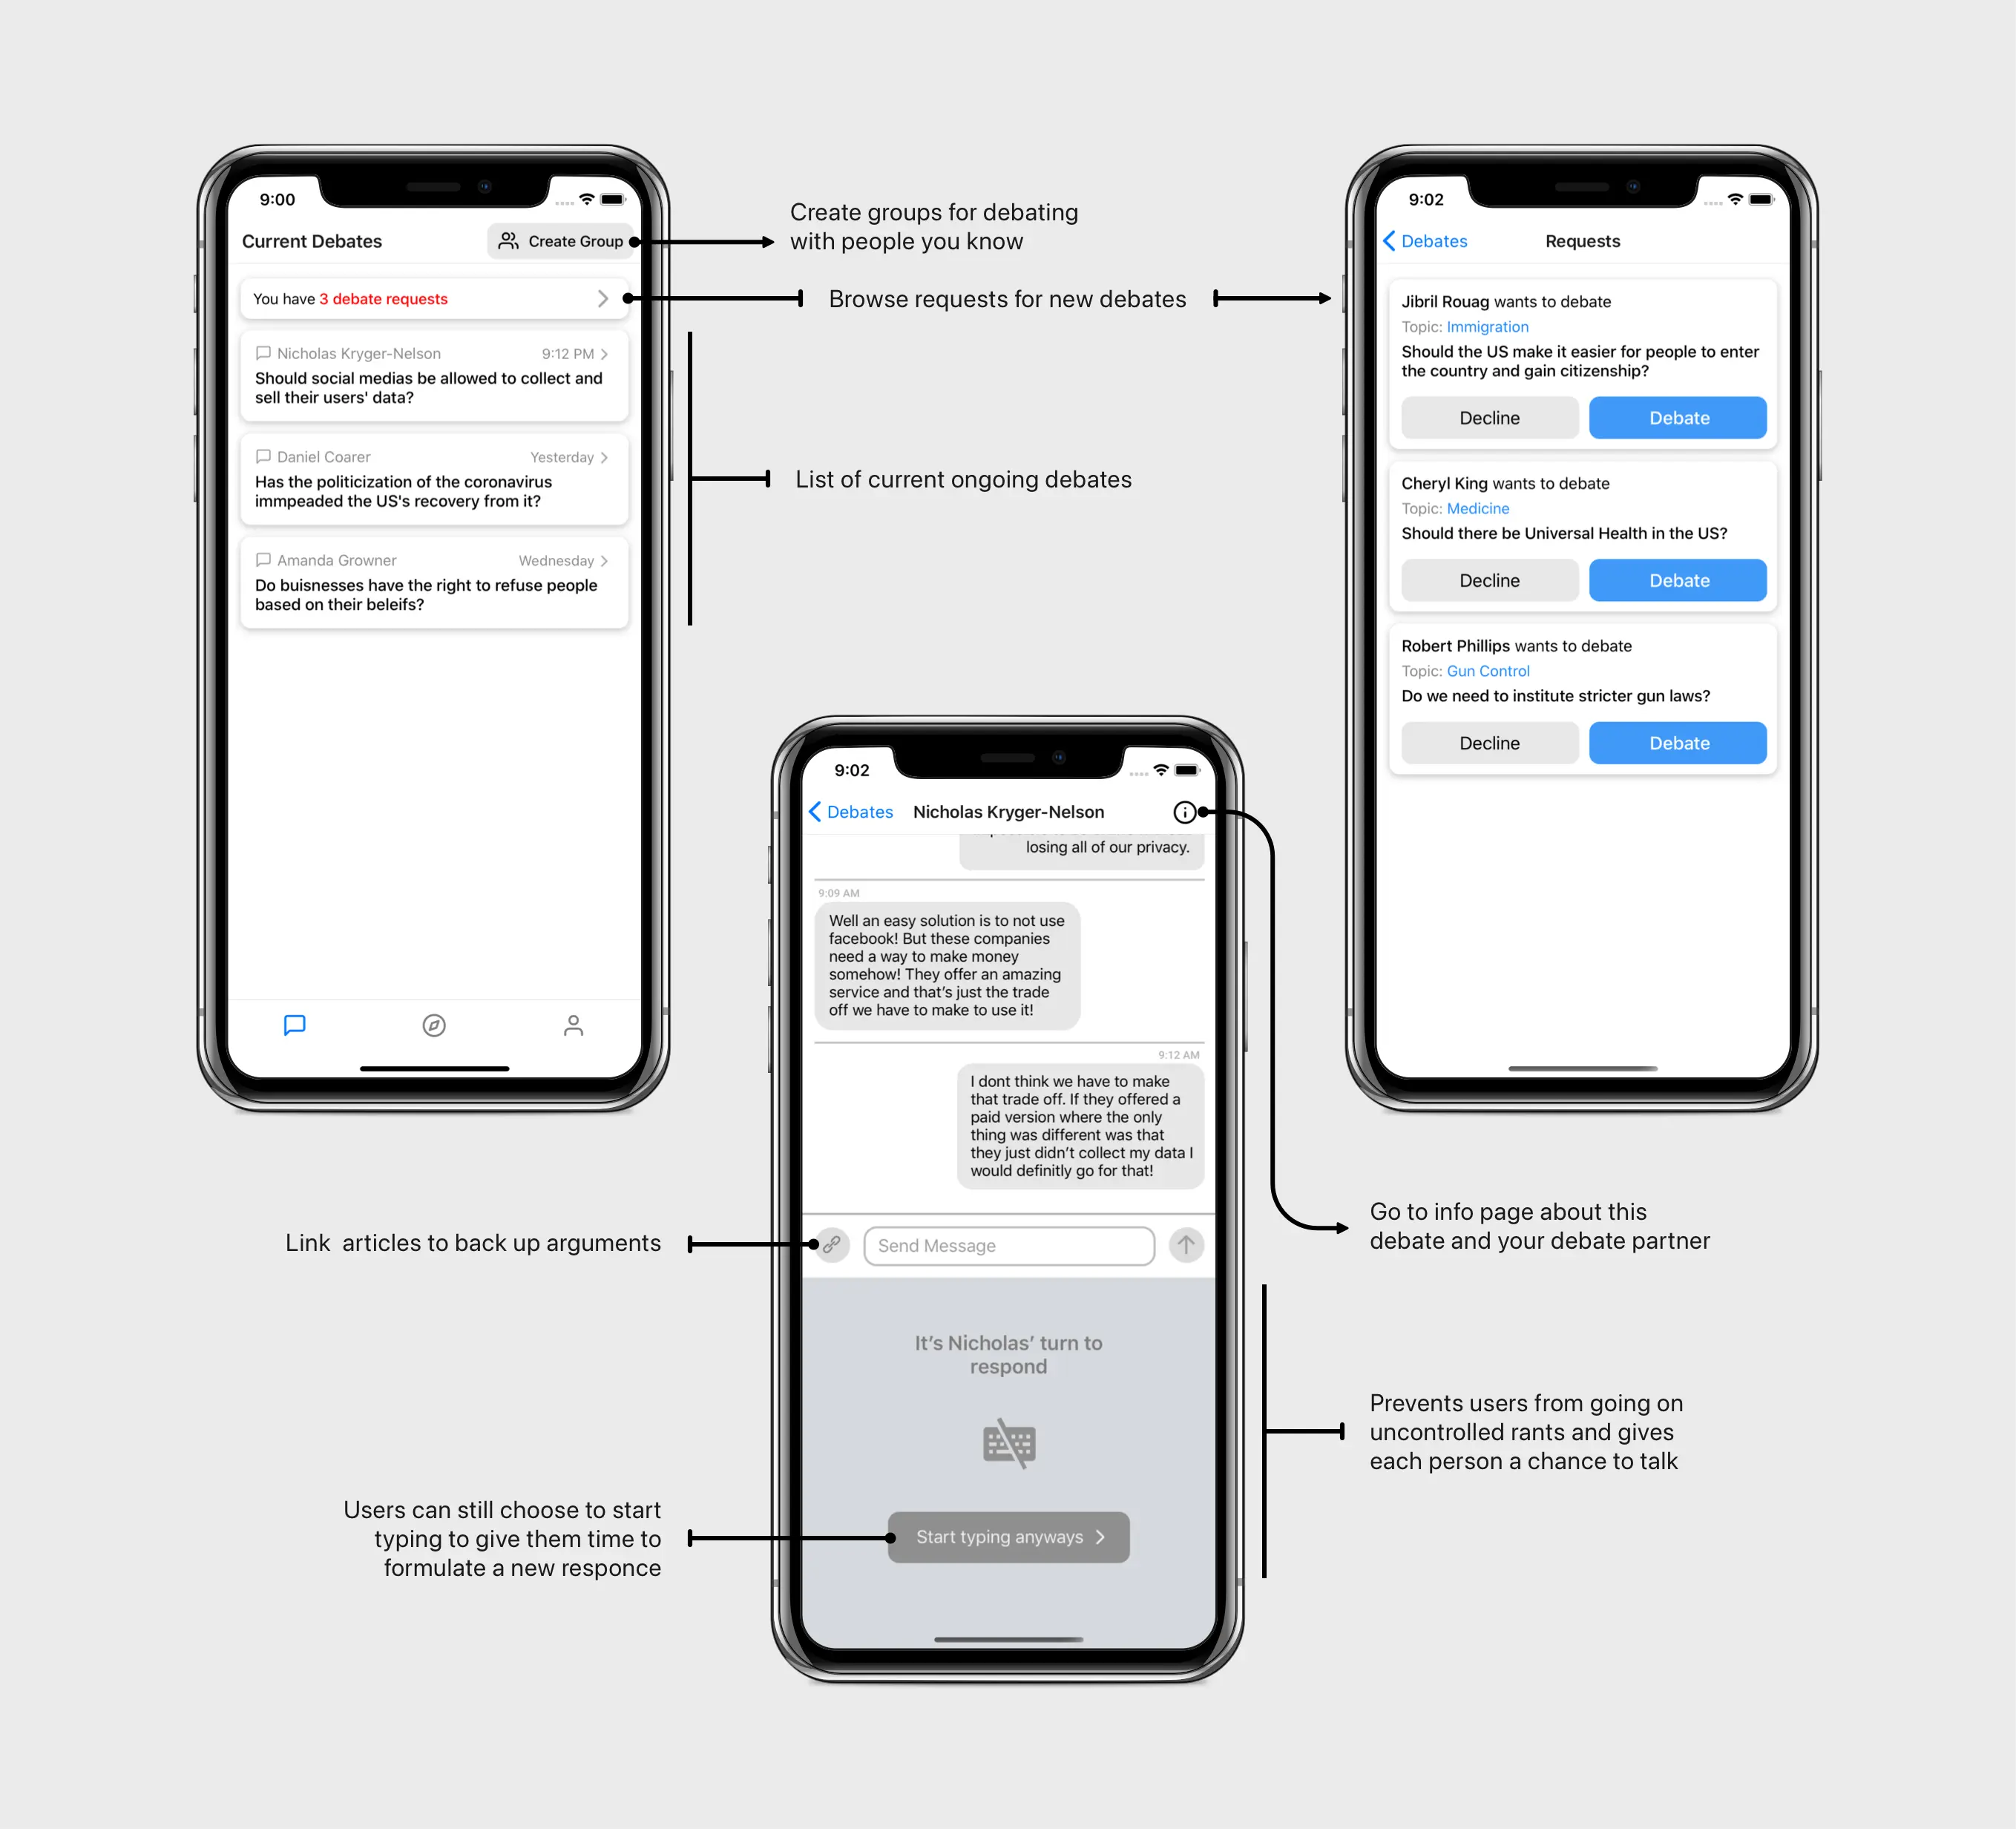 9:00
Current Debates
Create Group
You have 3 debate requests
Nicholas Kryger-Nelson 9:12 PM
Should social medias be allowed to collect and
sell their users' data?
Daniel Coarer Yesterday
Has the politicization of the coronavirus
immpeaded the US's recovery from it?
Amanda Growner Wednesday
Do buisnesses have the right to refuse people
based on their beleifs?
Create groups for debating
with people you know
Browse requests for new debates
List of current ongoing debates
9:02
Debates
Requests
Jibril Rouag wants to debate
Topic: Immigration
Should the US make it easier for people to enter
the country and gain citizenship?
Decline Debate
Cheryl King wants to debate
Topic: Medicine
Should there be Universal Health in the US?
Decline Debate
Robert Phillips wants to debate
Topic: Gun Control
Do we need to institute stricter gun laws?
Decline Debate
9:02
Debates
Nicholas Kryger-Nelson
losing all of our privacy.
9:09 AM
Well an easy solution is to not use
facebook! But these companies
need a way to make money
somehow! They offer an amazing
service and that's just the trade
off we have to make to use it!
9:12 AM
I dont think we have to make
that trade off. If they offered a
paid version where the only
thing was different was that
they just didn't collect my data I
would definitly go for that!
Send Message
It's Nicholas' turn to
respond
Start typing anyways
Link  articles to back up arguments
Users can still choose to start
typing to give them time to
formulate a new responce
Go to info page about this
debate and your debate partner
Prevents users from going on
uncontrolled rants and gives
each person a chance to talk